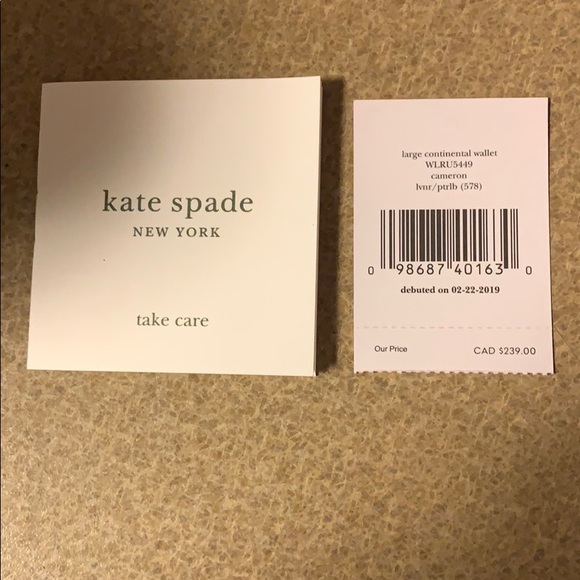 kate spade
NEW YORK
take care
large continental wallet
WLRU5449
cameron
lvnr/ptrlb (578)
0 98687 40163 0
debuted on 02-22-2019
Our Price CAD $239.00